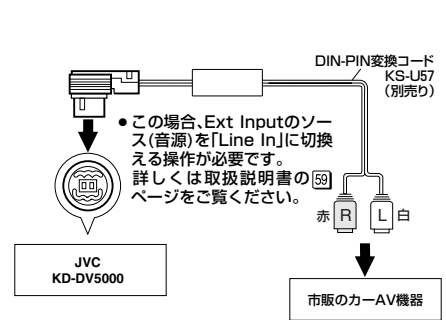 DIN-PIN変換コード
KS-U57
（別売り）
●この場合、Ext Inputのソー
ス(音源)を｢Line In｣に切換
える操作が必要です。
詳しくは取扱説明書の59
ページをご覧ください。
赤 R L 白
JVC
KD-DV5000
市販のカーAV機器